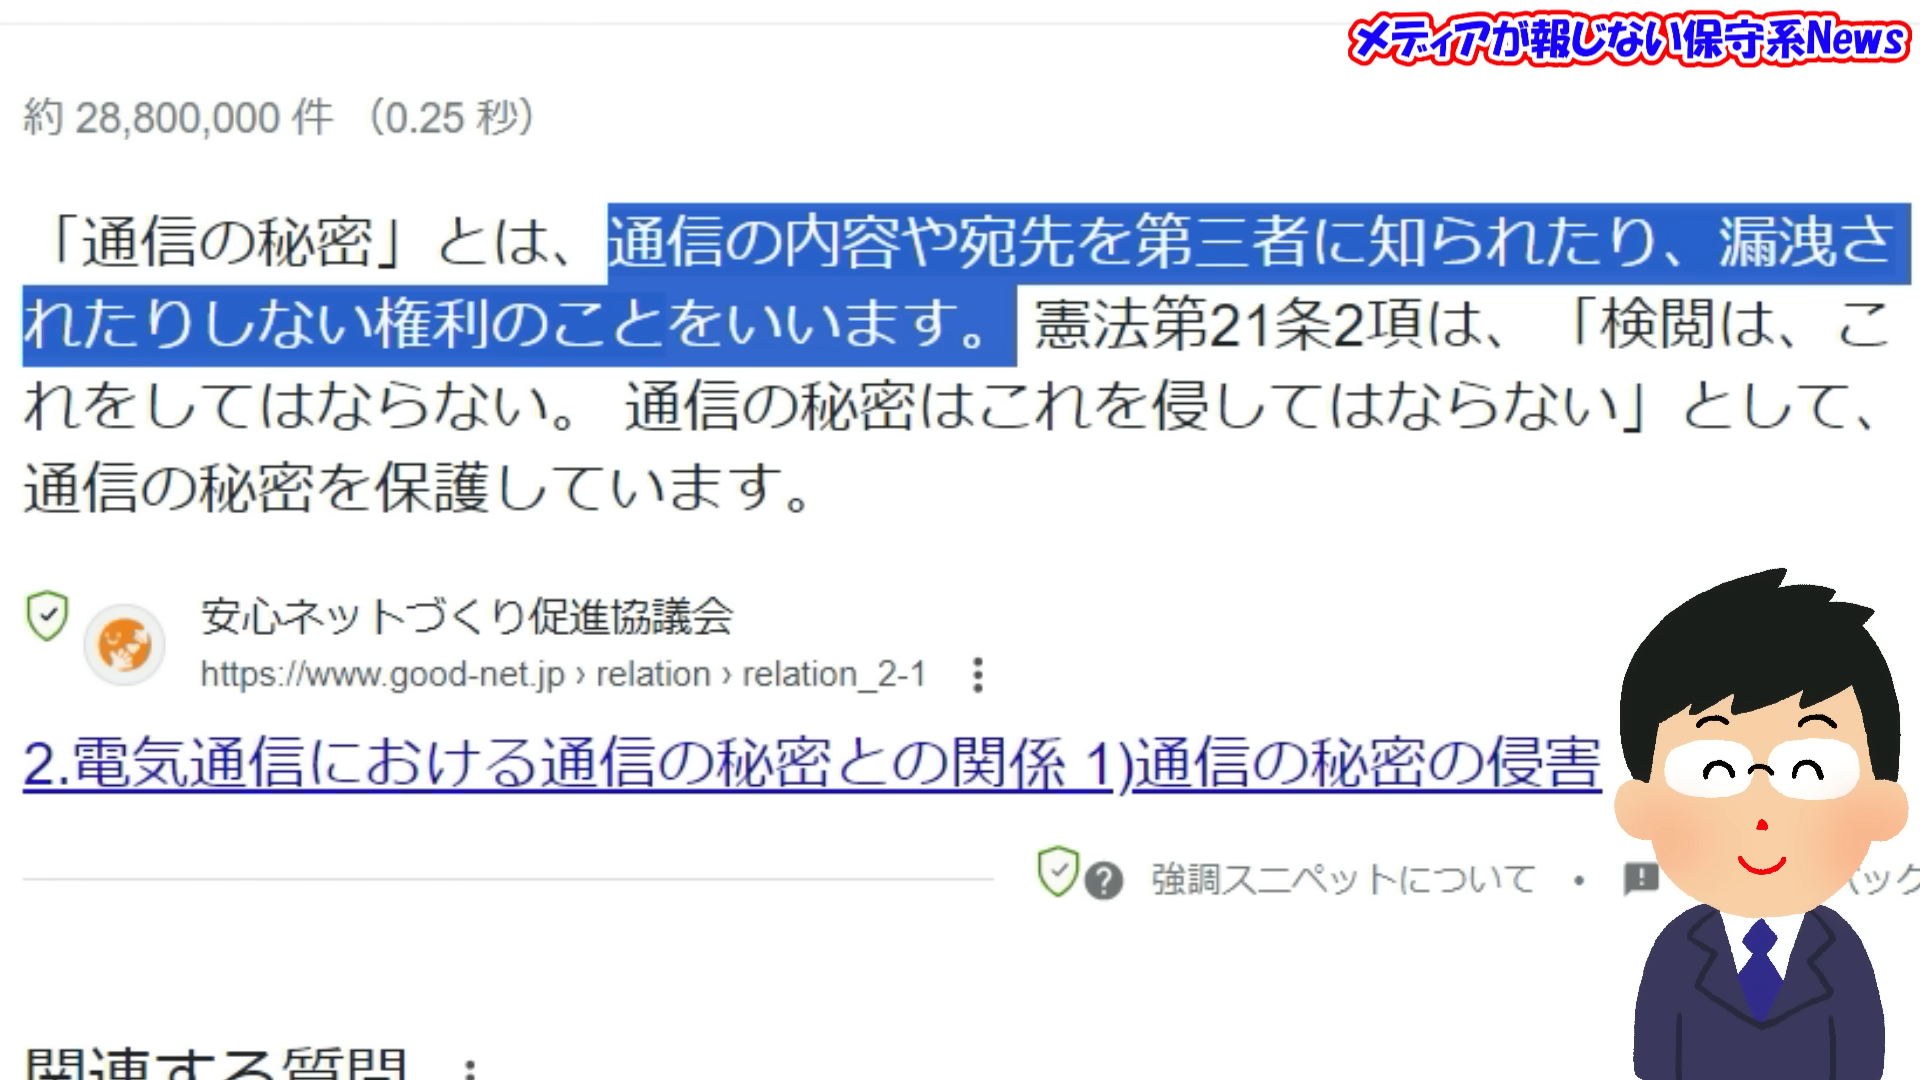 メディアが報じない保守系News
約 28,800,000 件 （0.25 秒）
「通信の秘密」とは、通信の内容や宛先を第三者に知られたり、漏洩さ
れたりしない権利のことをいいます。 憲法第21条2項は、「検閲は、こ
れをしてはならない。 通信の秘密はこれを侵してはならない」として、
通信の秘密を保護しています。
安心ネットづくり促進協議会
https://www.good-net.jp › relation › relation_2-1
2.電気通信における通信の秘密との関係 1)通信の秘密の侵害
強調スニペットについて • バック
関連する質問